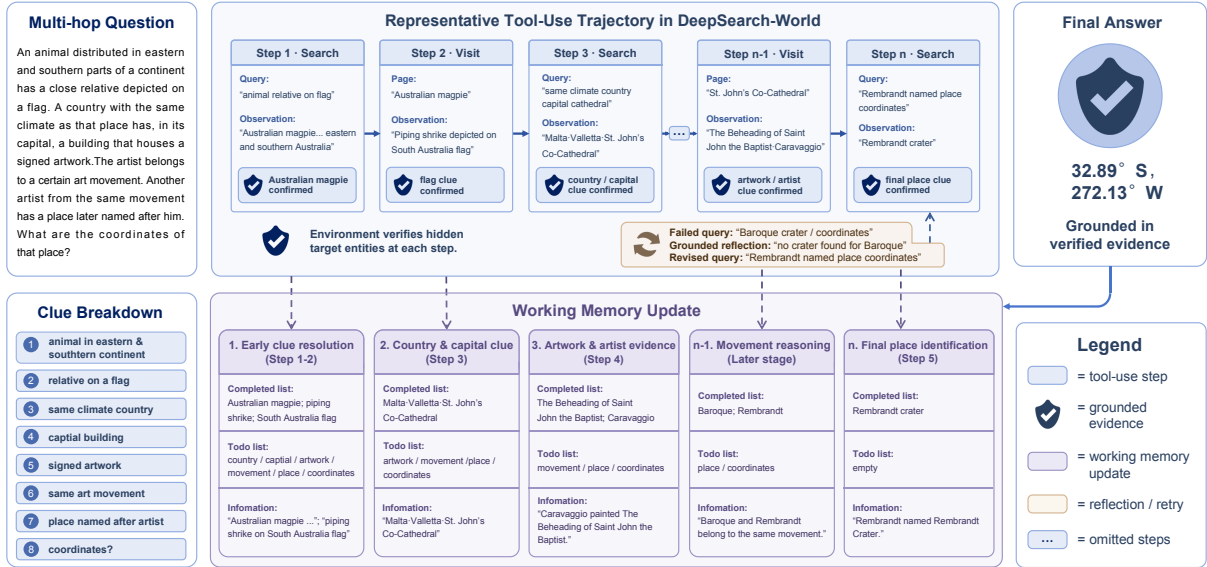 Multi-hop Question
An animal distributed in eastern
and southern parts of a continent
has a close relative depicted on
a flag. A country with the same
climate as that place has, in its
capital, a building that houses a
signed artwork.The artist belongs
to a certain art movement. Another
artist from the same movement
has a place later named after him.
What are the coordinates of
that place?
Clue Breakdown
1 animal in eastern &
southtern continent
2 relative on a flag
3 same climate country
4 captial building
5 signed artwork
6 same art movement
7 place named after artist
8 coordinates?
Representative Tool-Use Trajectory in DeepSearch-World
Step 1 · Search
Query:
“animal relative on flag”
Observation:
“Australian magpie... eastern
and southern Australia”
Australian magpie
confirmed
Step 2 · Visit
Page:
“Australian magpie”
Observation:
“Piping shrike depicted on
South Australia flag”
flag clue
confirmed
Step 3 · Search
Query:
“same climate country
capital cathedral”
Observation:
“Malta·Valletta·St. John’s
Co-Cathedral”
country / capital
clue confirmed
...
Step n-1 · Visit
Page:
“St. John’s Co-Cathedral”
Observation:
“The Beheading of Saint
John the Baptist·Caravaggio”
artwork / artist
clue confirmed
Step n · Search
Query:
“Rembrandt named place
coordinates”
Observation:
“Rembrandt crater”
final place clue
confirmed
Environment verifies hidden
target entities at each step.
Failed query: “Baroque crater / coordinates”
Grounded reflection: “no crater found for Baroque”
Revised query: “Rembrandt named place coordinates”
Working Memory Update
1. Early clue resolution
(Step 1-2)
Completed list:
Australian magpie; piping
shrike; South Australia flag
Todo list:
country / captial / artwork /
movement / place / coordinates
Infomation:
“Australian magpie ...”; “piping
shrike on South Australia flag”
2. Country & capital clue
(Step 3)
Completed list:
Malta·Valletta·St. John’s
Co-Cathedral
Todo list:
artwork / movement /place /
coordinates
Infomation:
“Malta·Valletta·St. John’s
Co-Cathedral”
3. Artwork & artist evidence
(Step 4)
Completed list:
The Beheading of Saint
John the Baptist; Caravaggio
Todo list:
movement / place / coordinates
Infomation:
“Caravaggio painted The
Beheading of Saint John the
Baptist.”
n-1. Movement reasoning
(Later stage)
Completed list:
Baroque; Rembrandt
Todo list:
place / coordinates
Infomation:
“Baroque and Rembrandt
belong to the same movement.”
n. Final place identification
(Step 5)
Completed list:
Rembrandt crater
Todo list:
empty
Infomation:
“Rembrandt named Rembrandt
Crater.”
Final Answer
32.89° S,
272.13° W
Grounded in
verified evidence
Legend
= tool-use step
= grounded
evidence
= working memory
update
= reflection / retry
... = omitted steps